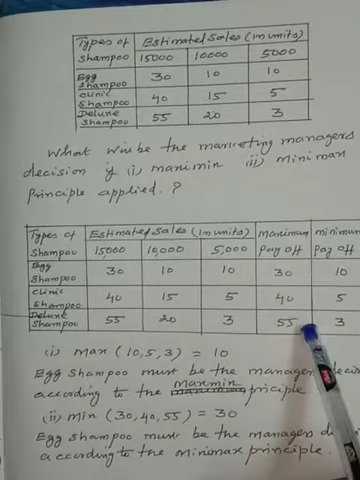 Types of Shampoo | Estimated Sales (in units)
15000 | 10000 | 5000
Egg Shampoo | 30 | 10 | 10
Clinic Shampoo | 40 | 15 | 5
Deluxe Shampoo | 55 | 20 | 3
What will be the marketing managers
decision if (i) maximin ii) minimax
Principle applied.?
Types of Shampoo | Estimated Sales (in units) | Maximum Pay off | minimum Pay off
15,000 | 10,000 | 5,000
Egg Shampoo | 30 | 10 | 10 | 30 | 10
Clinic Shampoo | 40 | 15 | 5 | 40 | 5
Deluxe Shampoo | 55 | 20 | 3 | 55 | 3
(i) max (10,5,3) = 10
Egg Shampoo must be the managers
according to the maxmin priciple
(ii) min (30,40,55) = 30
Egg shampoo must be the managers
according to the minimax principle.